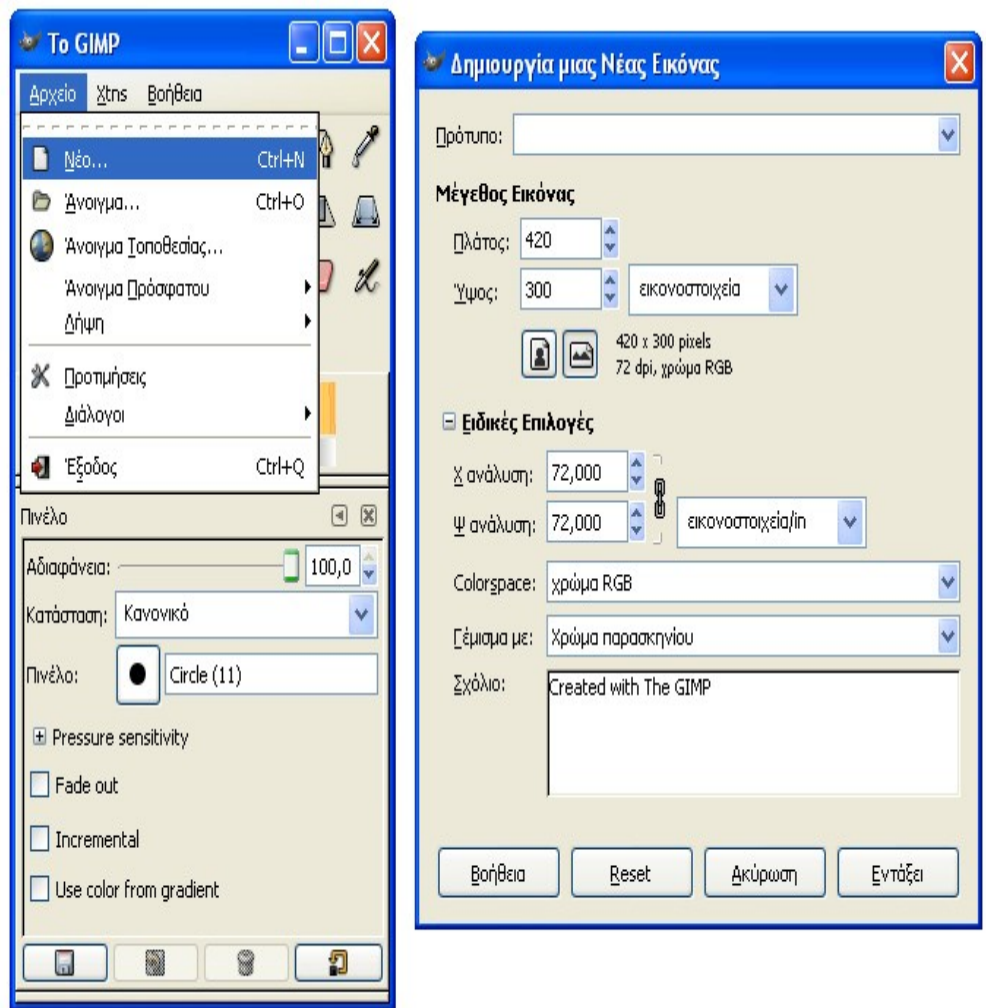 Το GIMP
Αρχείο Xtns Βοήθεια
Νέο... Ctrl+N
Άνοιγμα... Ctrl+O
Άνοιγμα Τοποθεσίας...
Άνοιγμα Πρόσφατου
Λήψη
Προτιμήσεις
Διάλογοι
Έξοδος Ctrl+Q
Πινέλο
Αδιαφάνεια: 100,0
Κατάσταση: Κανονικό
Πινέλο: Circle (11)
Pressure sensitivity
Fade out
Incremental
Use color from gradient
Δημιουργία μιας Νέας Εικόνας
Πρότυπο:
Μέγεθος Εικόνας
Πλάτος: 420
Ύψος: 300 εικονοστοιχεία
420 x 300 pixels
72 dpi, χρώμα RGB
Ειδικές Επιλογές
Χ ανάλυση: 72,000
Ψ ανάλυση: 72,000 εικονοστοιχεία/in
Colorspace: χρώμα RGB
Γέμισμα με: Χρώμα παρασκηνίου
Σχόλιο: Created with The GIMP
Βοήθεια Reset Ακύρωση Εντάξει